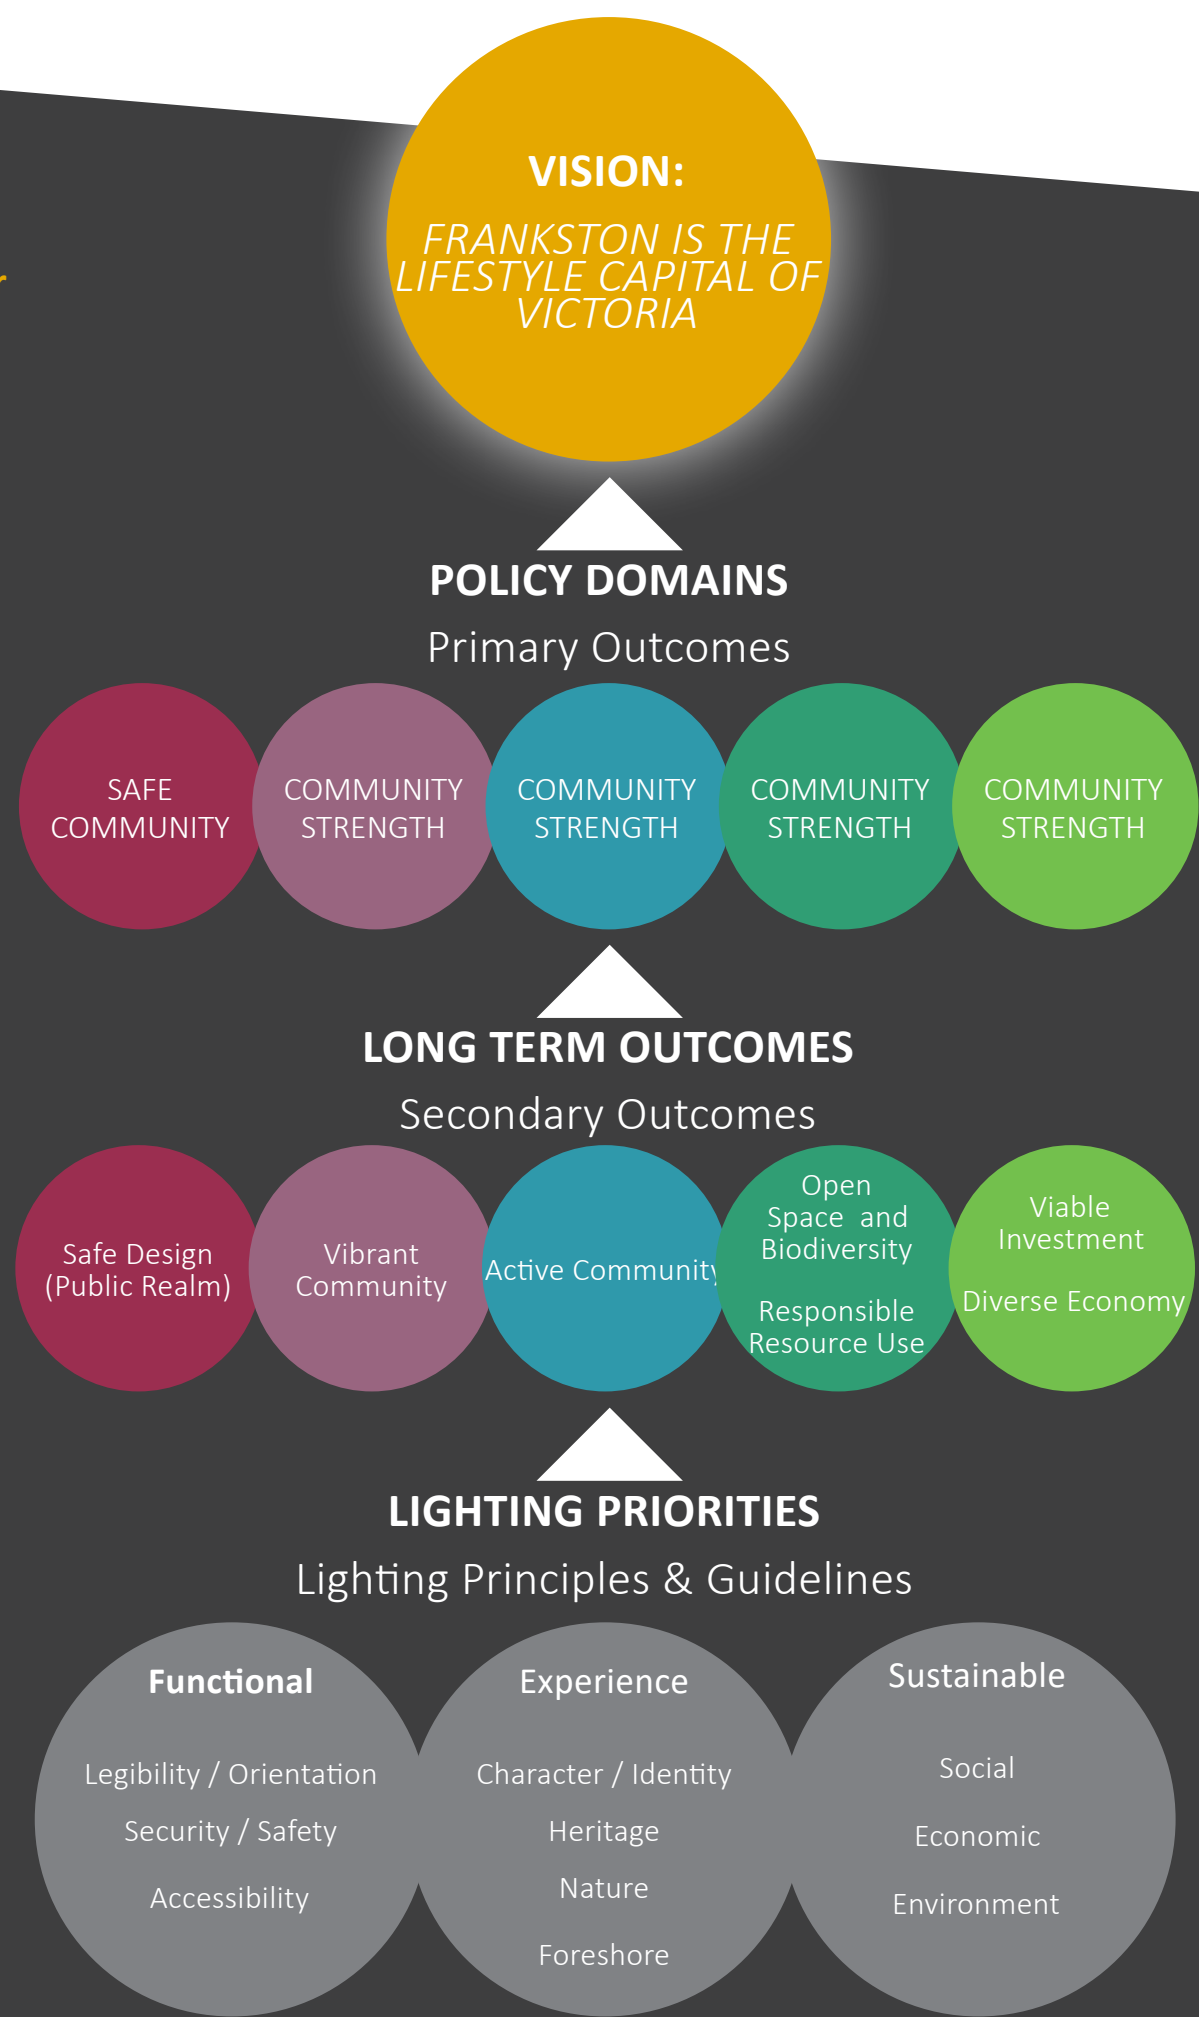 VISION:
FRANKSTON IS THE
LIFESTYLE CAPITAL OF
VICTORIA
POLICY DOMAINS
Primary Outcomes
SAFE
COMMUNITY
COMMUNITY
STRENGTH
COMMUNITY
STRENGTH
COMMUNITY
STRENGTH
COMMUNITY
STRENGTH
LONG TERM OUTCOMES
Secondary Outcomes
Safe Design
(Public Realm)
Vibrant
Community
Active Community
Open
Space and
Biodiversity
Responsible
Resource Use
Viable
Investment
Diverse Economy
LIGHTING PRIORITIES
Lighting Principles & Guidelines
Functional
Legibility / Orientation
Security / Safety
Accessibility
Experience
Character / Identity
Heritage
Nature
Foreshore
Sustainable
Social
Economic
Environment